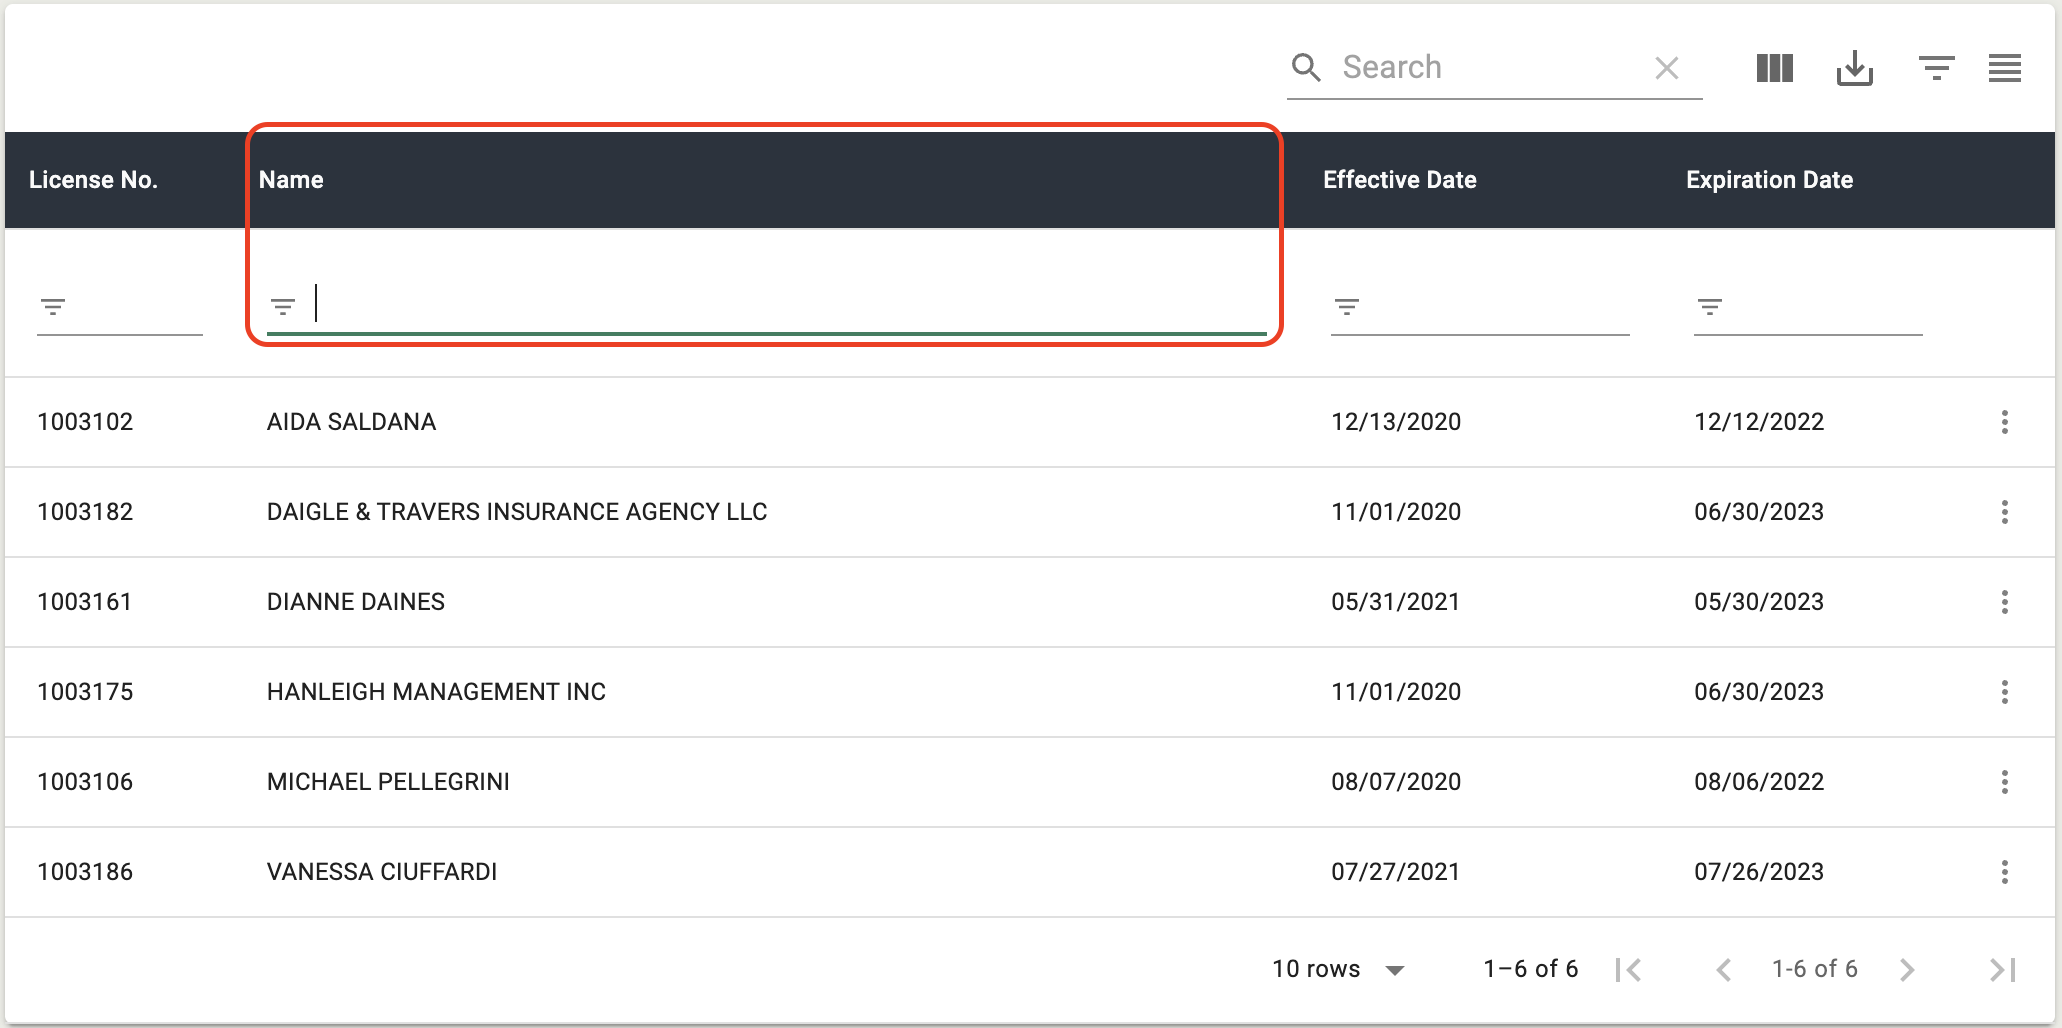 Search
License No. Name Effective Date Expiration Date
1003102 AIDA SALDANA 12/13/2020 12/12/2022
1003182 DAIGLE & TRAVERS INSURANCE AGENCY LLC 11/01/2020 06/30/2023
1003161 DIANNE DAINES 05/31/2021 05/30/2023
1003175 HANLEIGH MANAGEMENT INC 11/01/2020 06/30/2023
1003106 MICHAEL PELLEGRINI 08/07/2020 08/06/2022
1003186 VANESSA CIUFFARDI 07/27/2021 07/26/2023
10 rows 1–6 of 6 1-6 of 6